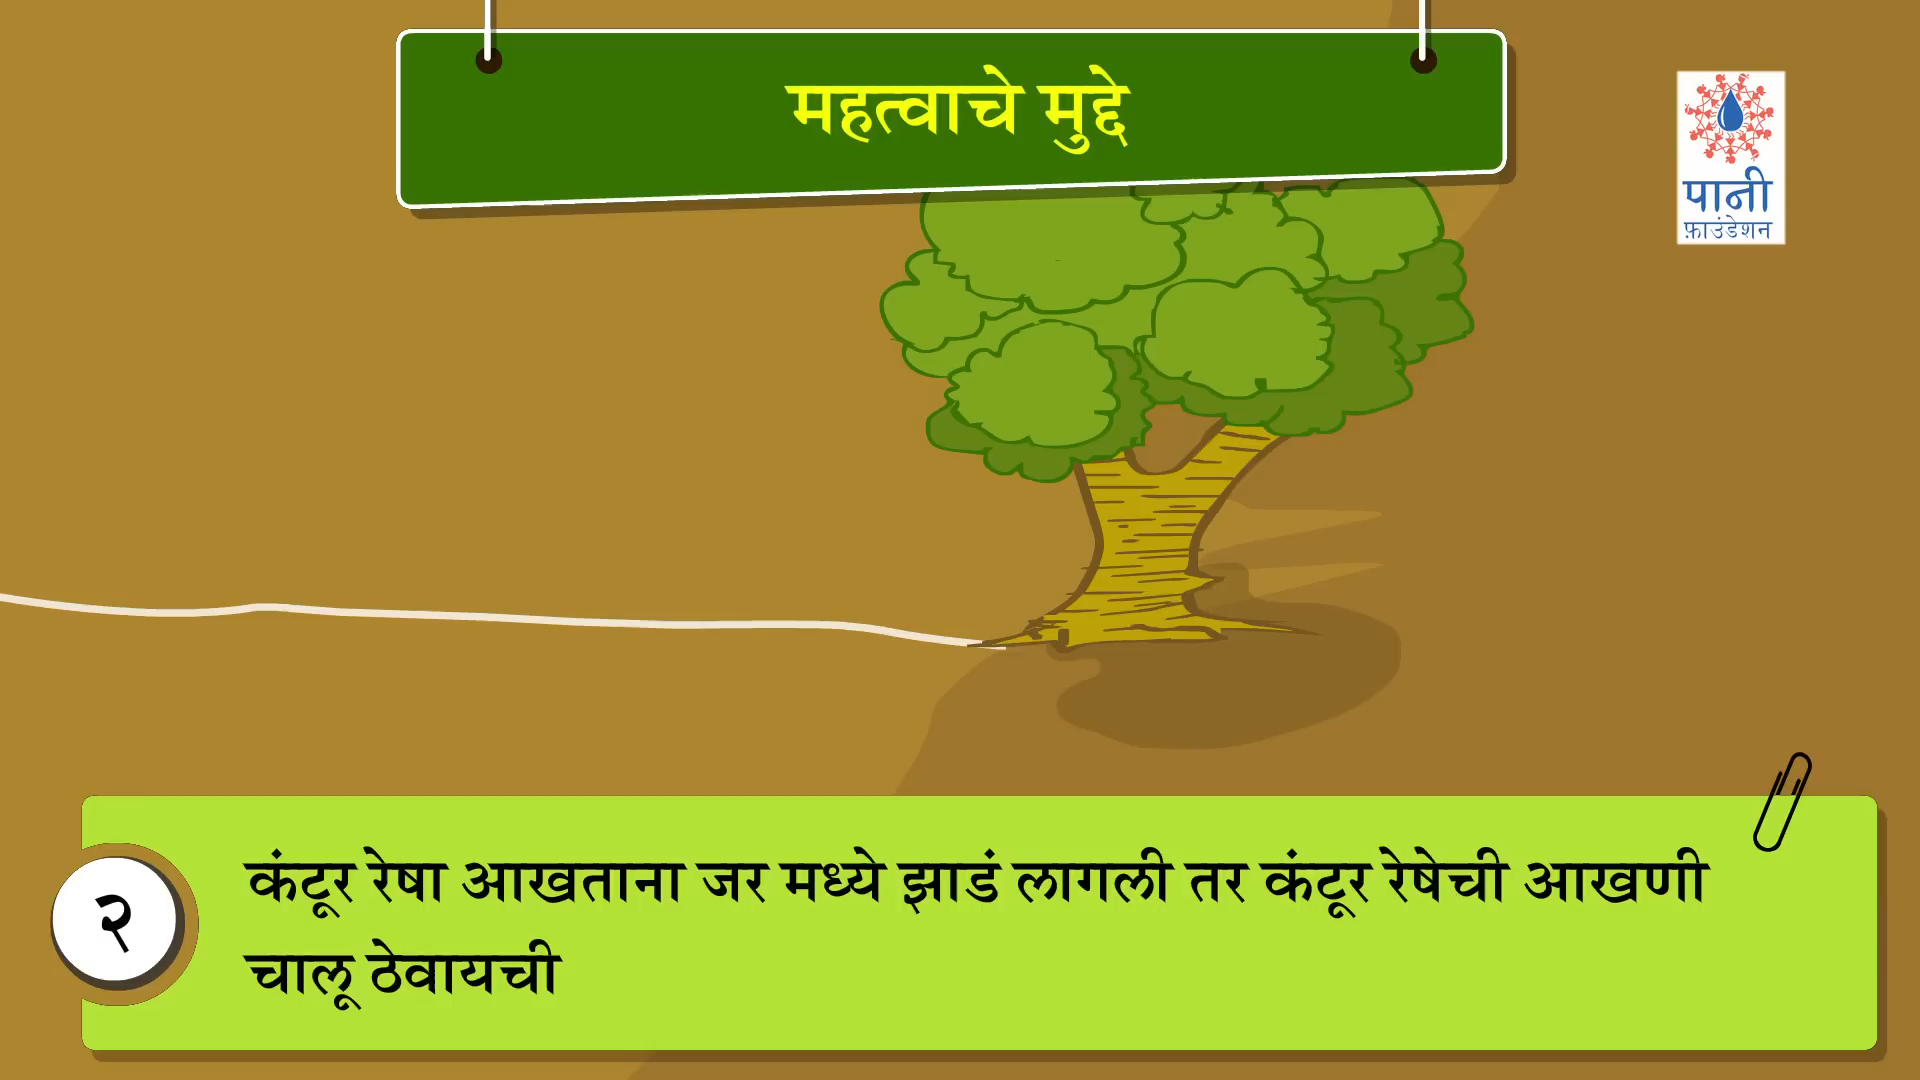 महत्वाचे मुद्दे
पानी
फ़ाउंडेशन
२
कंटूर रेषा आखताना जर मध्ये झाडं लागली तर कंटूर रेषेची आखणी
चालू ठेवायची